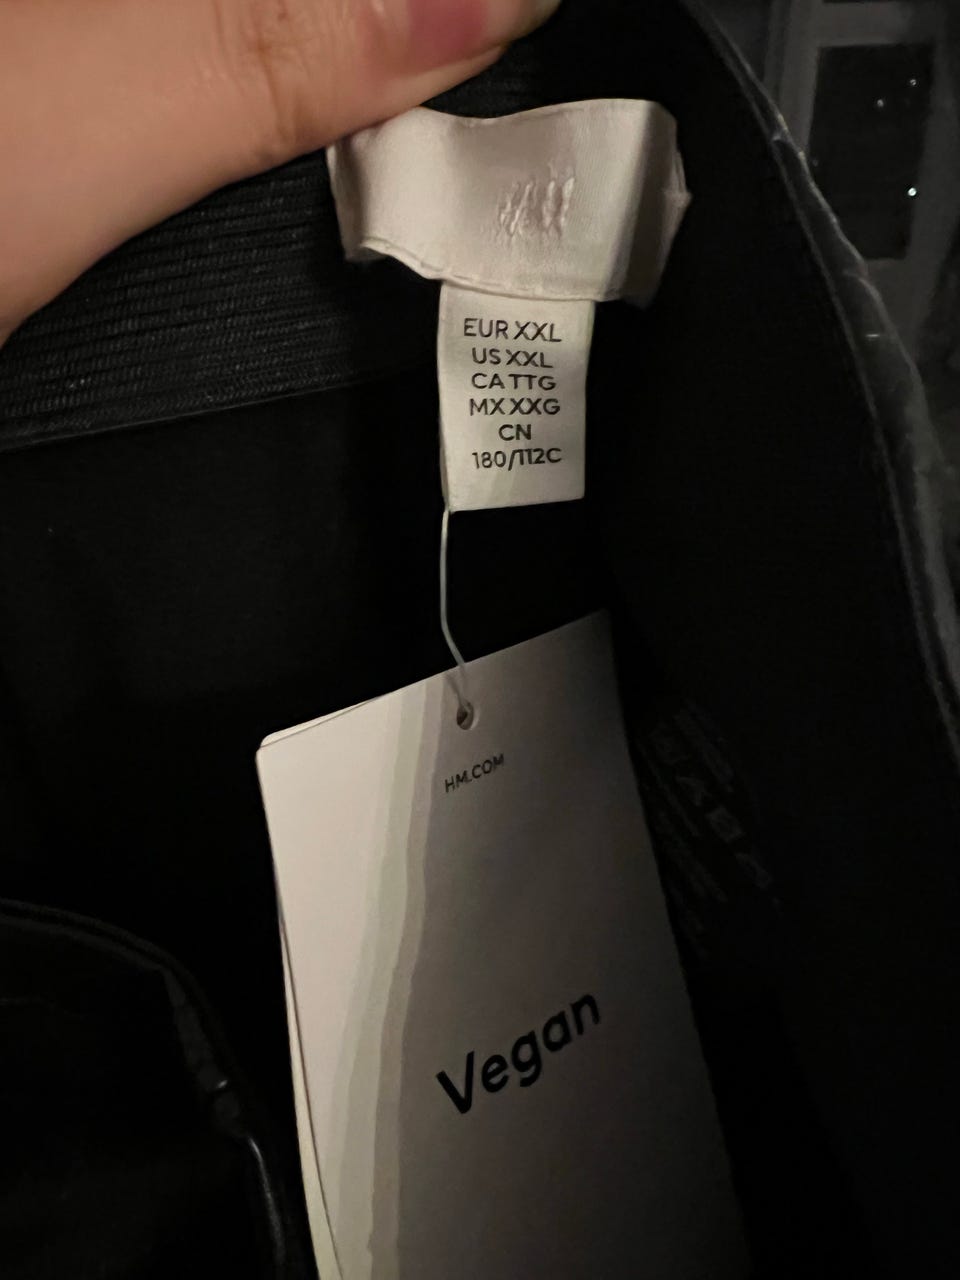 H&M
EUR XXL
US XXL
CA TTG
MX XXG
CN
180/112C
HM.COM
Vegan